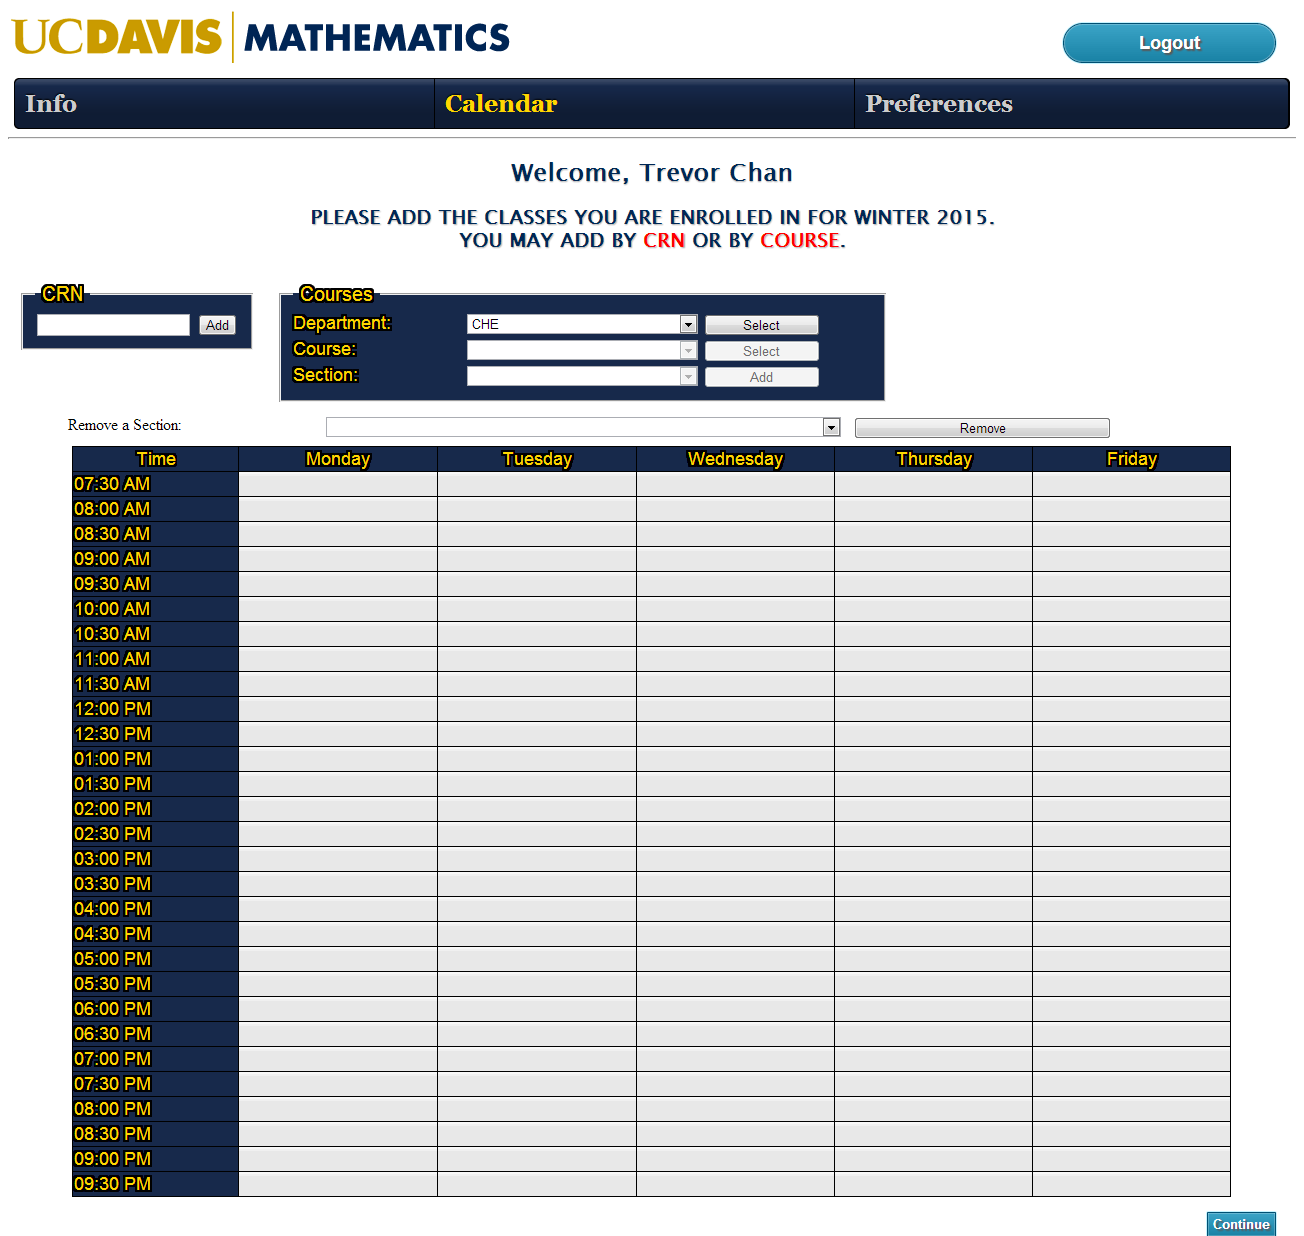 UCDAVIS MATHEMATICS
Logout
Info Calendar Preferences
Welcome, Trevor Chan
PLEASE ADD THE CLASSES YOU ARE ENROLLED IN FOR WINTER 2015.
YOU MAY ADD BY CRN OR BY COURSE.
CRN
Add
Courses
Department: CHE Select
Course: Select
Section: Add
Remove a Section: Remove
Time Monday Tuesday Wednesday Thursday Friday
07:30 AM
08:00 AM
08:30 AM
09:00 AM
09:30 AM
10:00 AM
10:30 AM
11:00 AM
11:30 AM
12:00 PM
12:30 PM
01:00 PM
01:30 PM
02:00 PM
02:30 PM
03:00 PM
03:30 PM
04:00 PM
04:30 PM
05:00 PM
05:30 PM
06:00 PM
06:30 PM
07:00 PM
07:30 PM
08:00 PM
08:30 PM
09:00 PM
09:30 PM
Continue